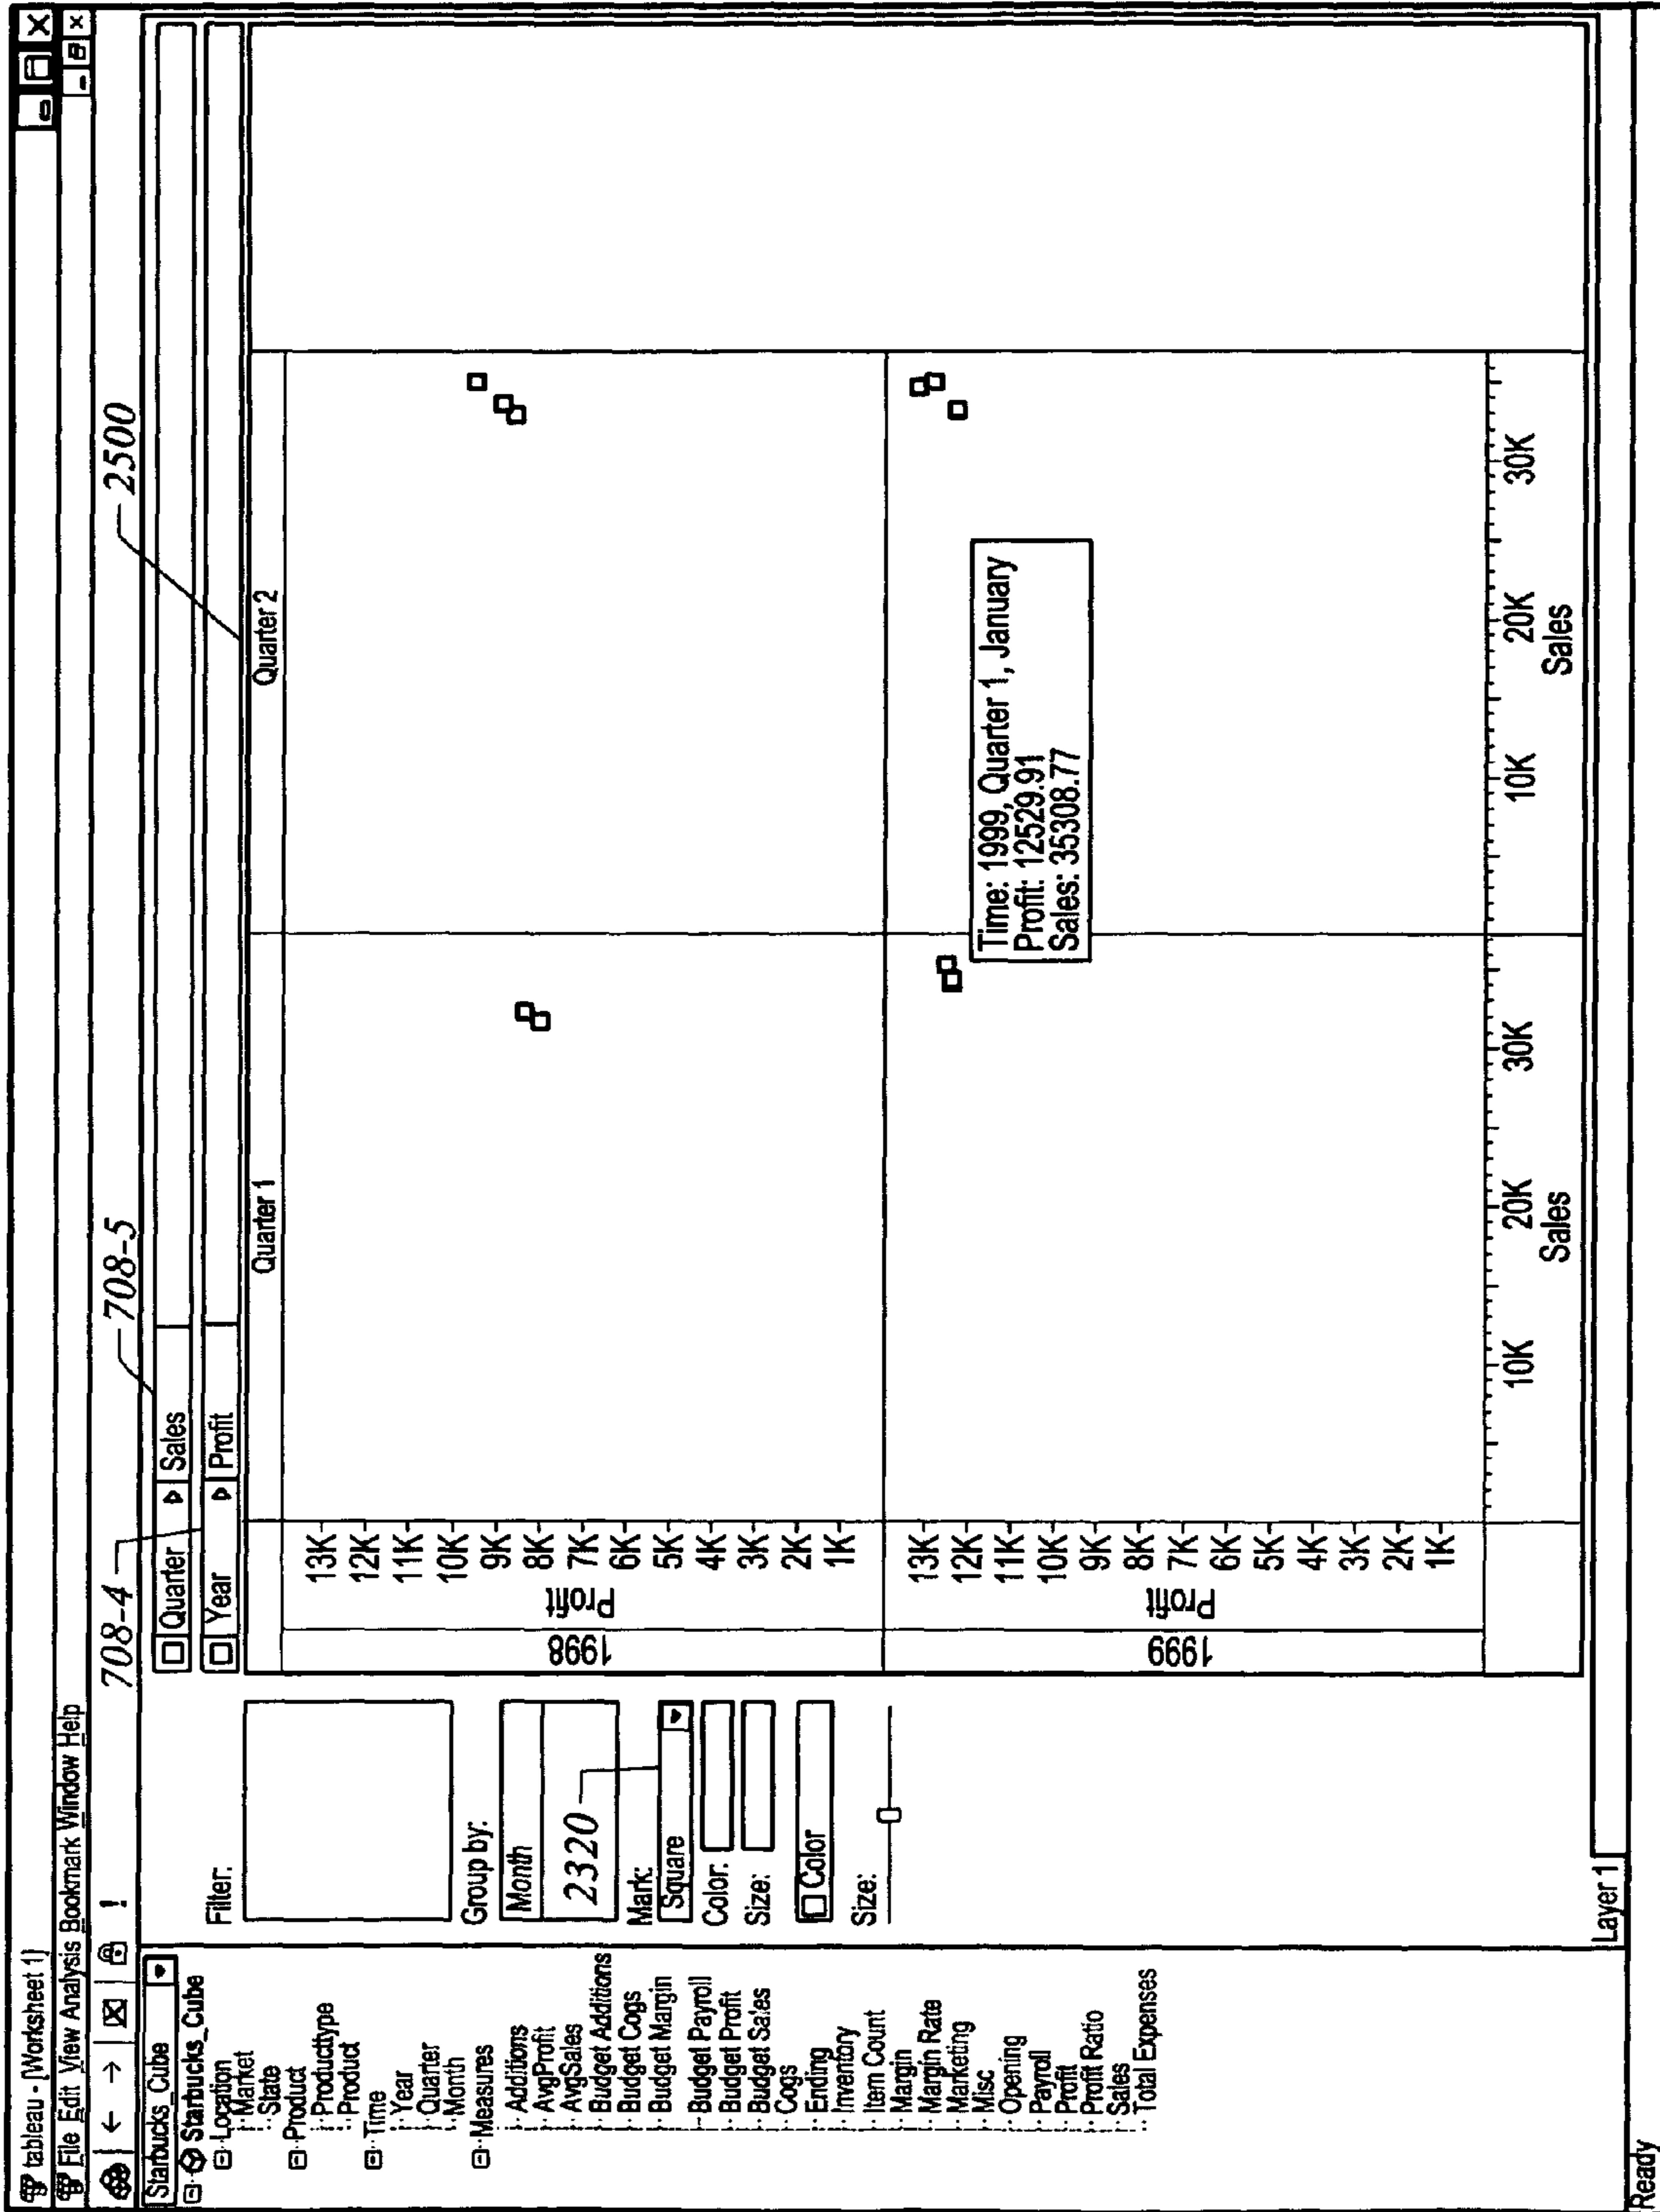 tableau - [Worksheet 1]
File Edit View Analysis Bookmark Window Help
!
708-4
708-5
2500
Starbucks_Cube
Starbucks_Cube
Location
Market
State
Product
Producttype
Product
Time
Year
Quarter
Month
Measures
Additions
AvgProfit
AvgSales
Budget Additions
Budget Cogs
Budget Margin
Budget Payroll
Budget Profit
Budget Sales
Cogs
Ending
Inventory
Item Count
Margin
Margin Rate
Marketing
Misc
Opening
Payroll
Profit
Profit Ratio
Sales
Total Expenses
Filter:
Group by:
Month
2320
Mark:
Square
Color:
Size:
Color
Size:
Quarter Sales
Year Profit
Quarter 1 Quarter 2
1998
Profit
13K
12K
11K
10K
9K
8K
7K
6K
5K
4K
3K
2K
1K
1999
Profit
13K
12K
11K
10K
9K
8K
7K
6K
5K
4K
3K
2K
1K
Time: 1999, Quarter 1, January
Profit: 12529.91
Sales: 35308.77
10K 20K 30K 10K 20K 30K
Sales Sales
Layer 1
Ready